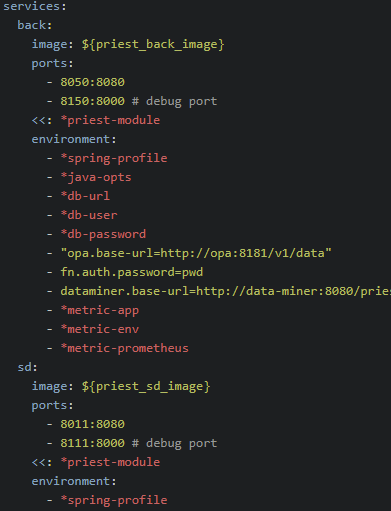 services:
  back:
    image: ${priest_back_image}
    ports:
      - 8050:8080
      - 8150:8000 # debug port
    <<: *priest-module
    environment:
      - *spring-profile
      - *java-opts
      - *db-url
      - *db-user
      - *db-password
      - "opa.base-url=http://opa:8181/v1/data"
      - fn.auth.password=pwd
      - dataminer.base-url=http://data-miner:8080/pries
      - *metric-app
      - *metric-env
      - *metric-prometheus
  sd:
    image: ${priest_sd_image}
    ports:
      - 8011:8080
      - 8111:8000 # debug port
    <<: *priest-module
    environment:
      - *spring-profile